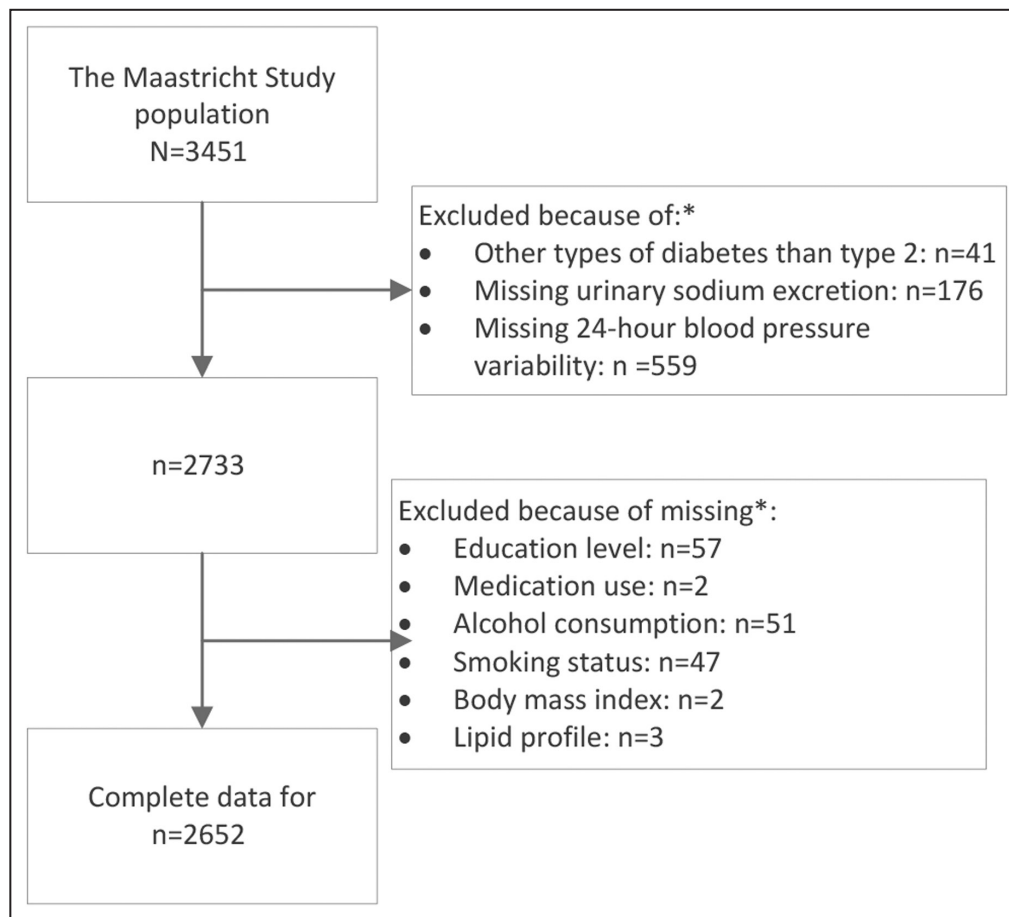 The Maastricht Study
population
N=3451
Excluded because of:*
• Other types of diabetes than type 2: n=41
• Missing urinary sodium excretion: n=176
• Missing 24-hour blood pressure
variability: n =559
n=2733
Excluded because of missing*:
• Education level: n=57
• Medication use: n=2
• Alcohol consumption: n=51
• Smoking status: n=47
• Body mass index: n=2
• Lipid profile: n=3
Complete data for
n=2652